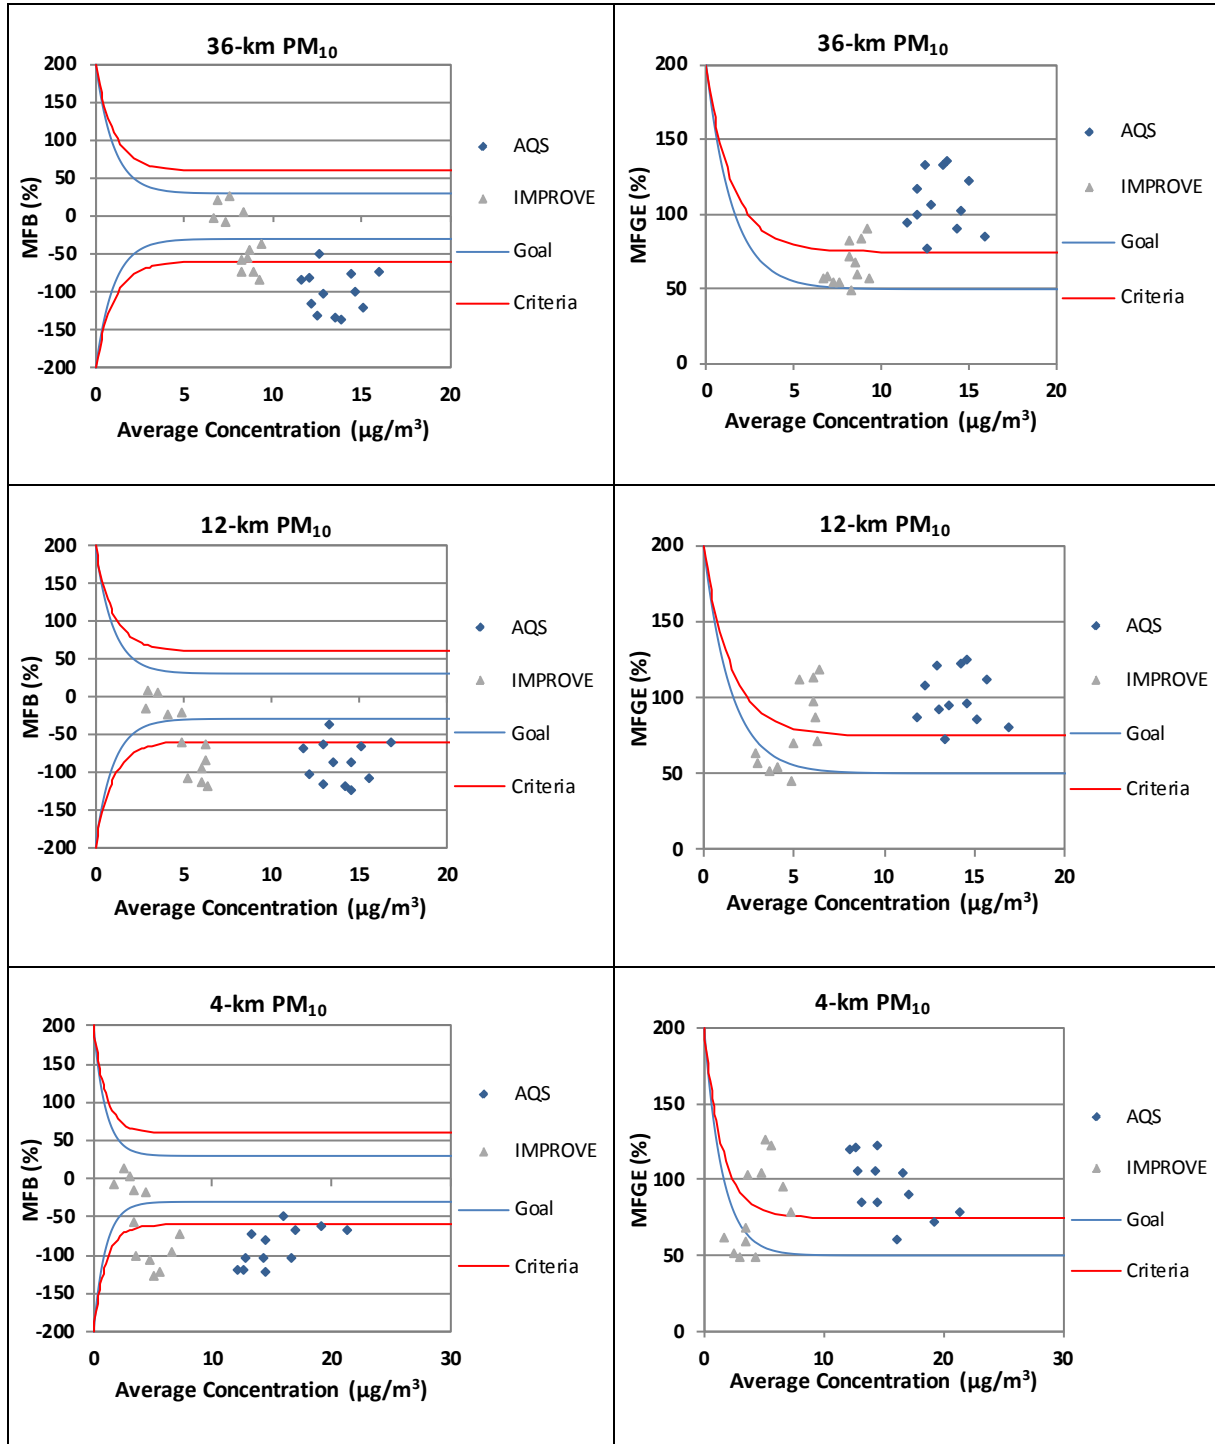 36-km PM10
MFB (%)
200
150
100
50
0
-50
-100
-150
-200
0 5 10 15 20
Average Concentration (µg/m³)
AQS
IMPROVE
Goal
Criteria
36-km PM10
MFGE (%)
200
150
100
50
0
0 5 10 15 20
Average Concentration (µg/m³)
AQS
IMPROVE
Goal
Criteria
12-km PM10
MFB (%)
200
150
100
50
0
-50
-100
-150
-200
0 5 10 15 20
Average Concentration (µg/m³)
AQS
IMPROVE
Goal
Criteria
12-km PM10
MFGE (%)
200
150
100
50
0
0 5 10 15 20
Average Concentration (µg/m³)
AQS
IMPROVE
Goal
Criteria
4-km PM10
MFB (%)
200
150
100
50
0
-50
-100
-150
-200
0 10 20 30
Average Concentration (µg/m³)
AQS
IMPROVE
Goal
Criteria
4-km PM10
MFGE (%)
200
150
100
50
0
0 10 20 30
Average Concentration (µg/m³)
AQS
IMPROVE
Goal
Criteria